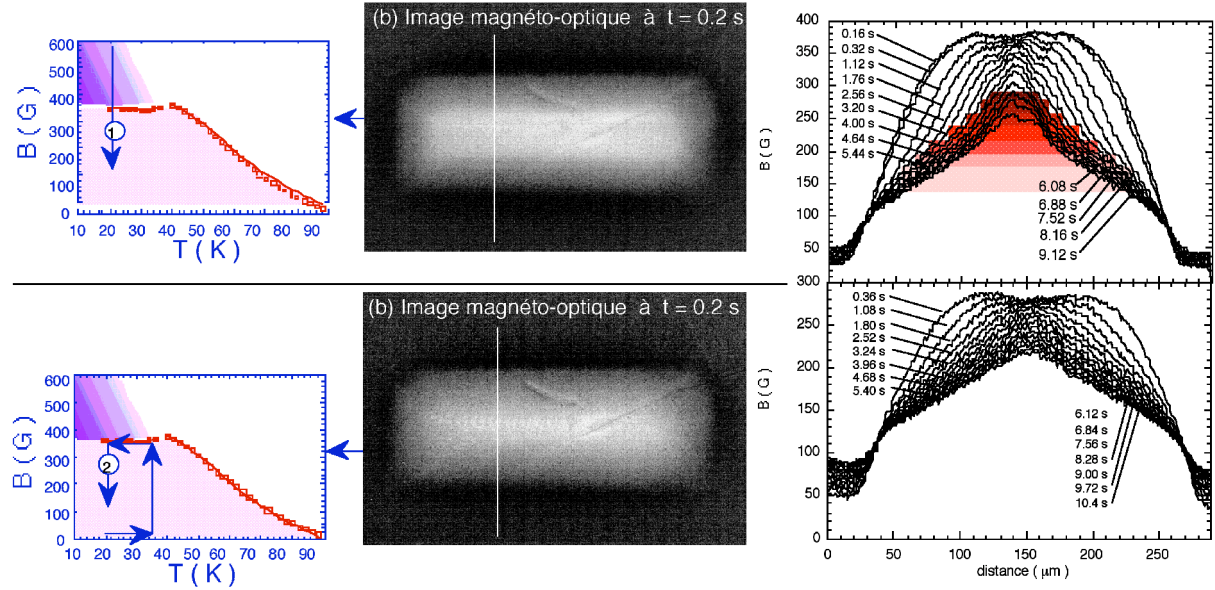 600
500
400
300
200
100
0
B ( G )
1
10 20 30 40 50 60 70 80 90
T ( K )
(b) Image magnéto-optique à t = 0.2 s
400
350
300
250
200
150
100
50
300
B ( G )
0.16 s
0.32 s
1.12 s
1.76 s
2.56 s
3.20 s
4.00 s
4.64 s
5.44 s
6.08 s
6.88 s
7.52 s
8.16 s
9.12 s
600
500
400
300
200
100
0
B ( G )
2
10 20 30 40 50 60 70 80 90
T ( K )
(b) Image magnéto-optique à t = 0.2 s
250
200
150
100
50
0
B ( G )
0.36 s
1.08 s
1.80 s
2.52 s
3.24 s
3.96 s
4.68 s
5.40 s
6.12 s
6.84 s
7.56 s
8.28 s
9.00 s
9.72 s
10.4 s
0 50 100 150 200 250
distance ( μm )